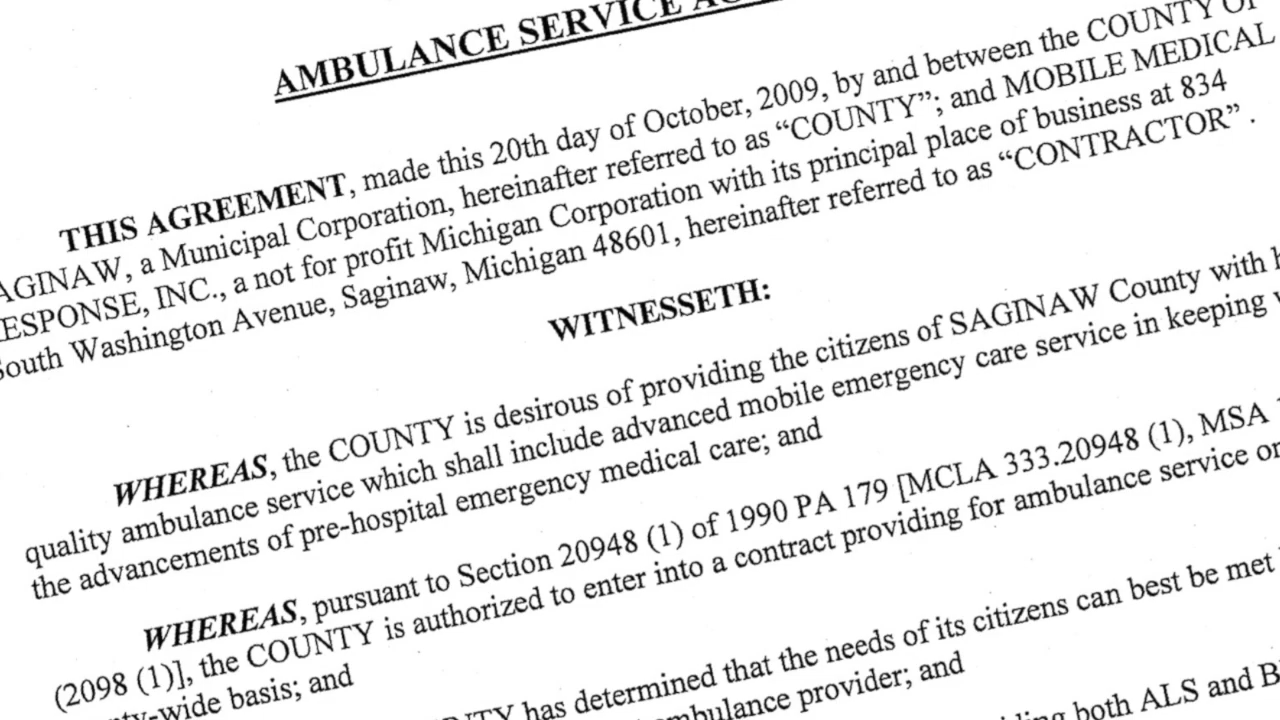 AMBULANCE SERVICE
THIS AGREEMENT, made this 20th day of October, 2009, by and between the COUNTY OF
SAGINAW, a Municipal Corporation, hereinafter referred to as “COUNTY”; and MOBILE MEDICAL
RESPONSE, INC., a not for profit Michigan Corporation with its principal place of business at 834
South Washington Avenue, Saginaw, Michigan 48601, hereinafter referred to as “CONTRACTOR” .
WITNESSETH:
WHEREAS, the COUNTY is desirous of providing the citizens of SAGINAW County with
quality ambulance service which shall include advanced mobile emergency care service in keeping
the advancements of pre-hospital emergency medical care; and
WHEREAS, pursuant to Section 20948 (1) of 1990 PA 179 [MCLA 333.20948 (1), MSA
(2098 (1)], the COUNTY is authorized to enter into a contract providing for ambulance service on
-wide basis; and
has determined that the needs of its citizens can best be met
ambulance provider; and
both ALS and